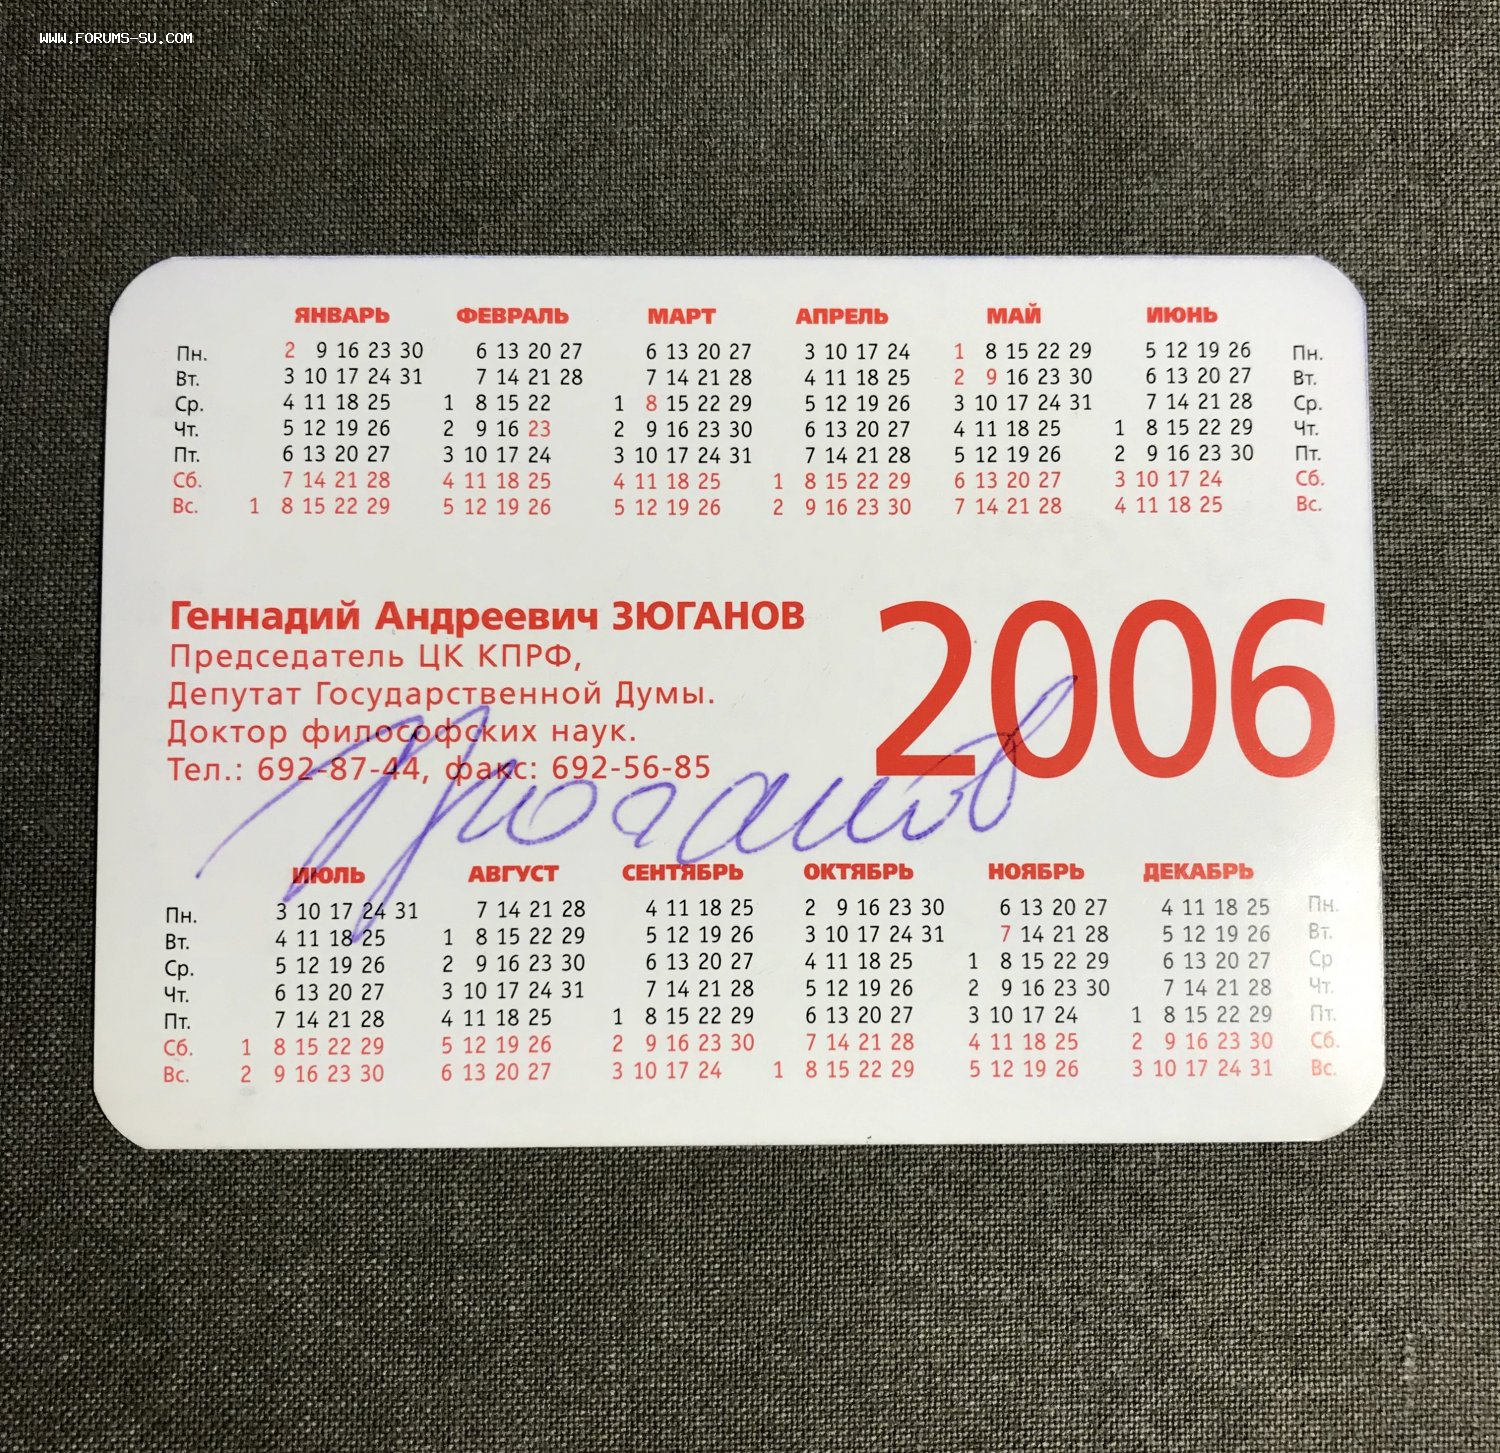 WWW.FORUMS-SU.COM
ЯНВАРЬ ФЕВРАЛЬ МАРТ АПРЕЛЬ МАЙ ИЮНЬ
Пн. 2 9 16 23 30 6 13 20 27 6 13 20 27 3 10 17 24 1 8 15 22 29 5 12 19 26 Пн.
Вт. 3 10 17 24 31 7 14 21 28 7 14 21 28 4 11 18 25 2 9 16 23 30 6 13 20 27 Вт.
Ср. 4 11 18 25 1 8 15 22 1 8 15 22 29 5 12 19 26 3 10 17 24 31 7 14 21 28 Ср.
Чт. 5 12 19 26 2 9 16 23 2 9 16 23 30 6 13 20 27 4 11 18 25 1 8 15 22 29 Чт.
Пт. 6 13 20 27 3 10 17 24 3 10 17 24 31 7 14 21 28 5 12 19 26 2 9 16 23 30 Пт.
Сб. 7 14 21 28 4 11 18 25 4 11 18 25 1 8 15 22 29 6 13 20 27 3 10 17 24 Сб.
Вс. 1 8 15 22 29 5 12 19 26 5 12 19 26 2 9 16 23 30 7 14 21 28 4 11 18 25 Вс.
Геннадий Андреевич ЗЮГАНОВ
Председатель ЦК КПРФ,
Депутат Государственной Думы.
Доктор философских наук.
Тел.: 692-87-44, факс: 692-56-85
2006
Зюганов
ИЮЛЬ АВГУСТ СЕНТЯБРЬ ОКТЯБРЬ НОЯБРЬ ДЕКАБРЬ
Пн. 3 10 17 24 31 7 14 21 28 4 11 18 25 2 9 16 23 30 6 13 20 27 4 11 18 25 Пн.
Вт. 4 11 18 25 1 8 15 22 29 5 12 19 26 3 10 17 24 31 7 14 21 28 5 12 19 26 Вт.
Ср. 5 12 19 26 2 9 16 23 30 6 13 20 27 4 11 18 25 1 8 15 22 29 6 13 20 27 Ср
Чт. 6 13 20 27 3 10 17 24 31 7 14 21 28 5 12 19 26 2 9 16 23 30 7 14 21 28 Чт.
Пт. 7 14 21 28 4 11 18 25 1 8 15 22 29 6 13 20 27 3 10 17 24 1 8 15 22 29 Пт.
Сб. 1 8 15 22 29 5 12 19 26 2 9 16 23 30 7 14 21 28 4 11 18 25 2 9 16 23 30 Сб.
Вс. 2 9 16 23 30 6 13 20 27 3 10 17 24 1 8 15 22 29 5 12 19 26 3 10 17 24 31 Вс.